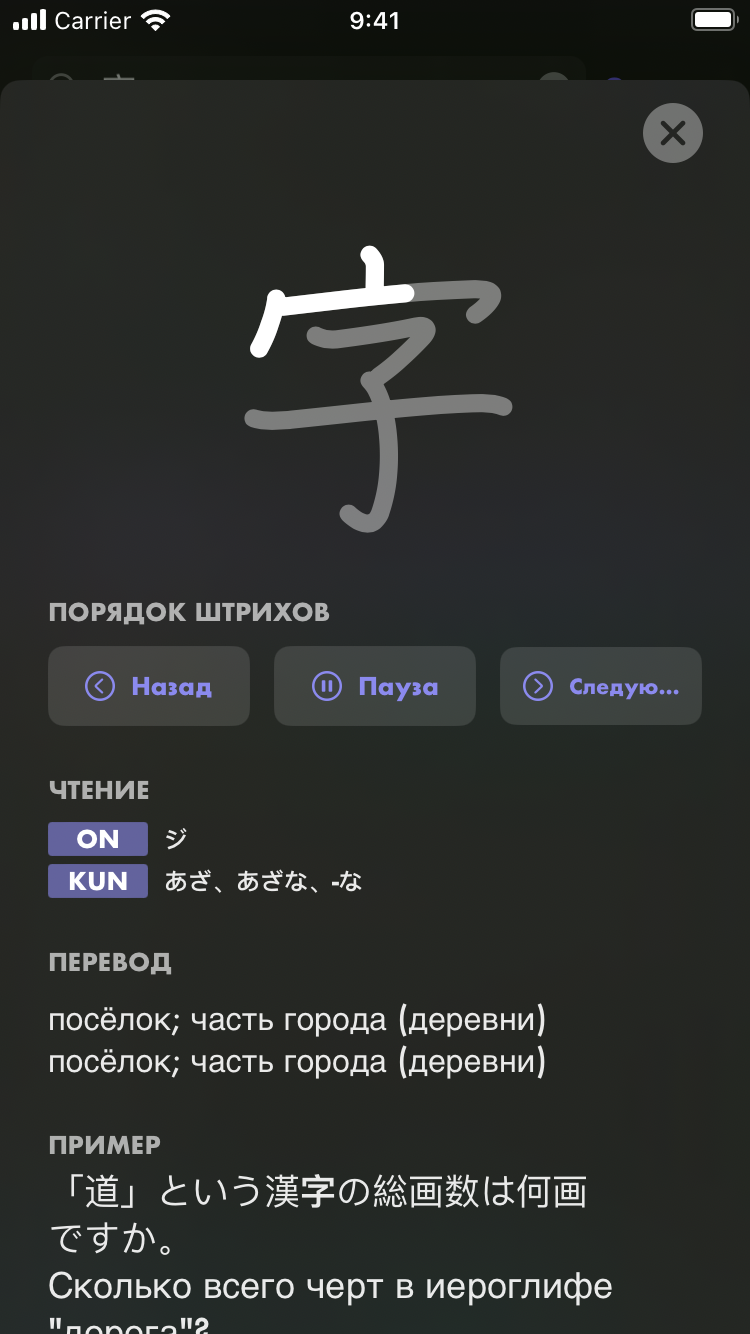 Carrier 9:41
字
ПОРЯДОК ШТРИХОВ
Назад Пауза Следую...
ЧТЕНИЕ
ON ジ
KUN あざ、あざな、-な
ПЕРЕВОД
посёлок; часть города (деревни)
посёлок; часть города (деревни)
ПРИМЕР
「道」という漢字の総画数は何画
ですか。
Сколько всего черт в иероглифе
"дорога"?